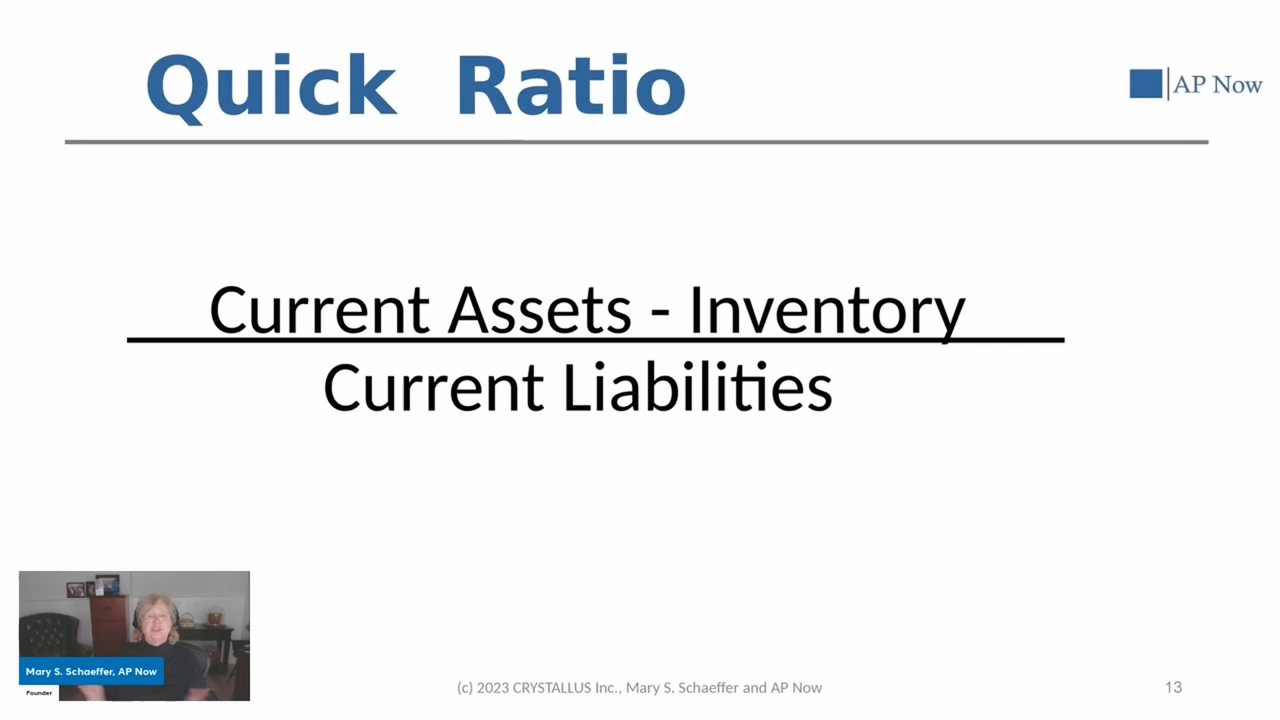 Quick Ratio
AP Now
Current Assets - Inventory
Current Liabilities
Mary S. Schaeffer, AP Now
Founder
(c) 2023 CRYSTALLUS Inc., Mary S. Schaeffer and AP Now
13